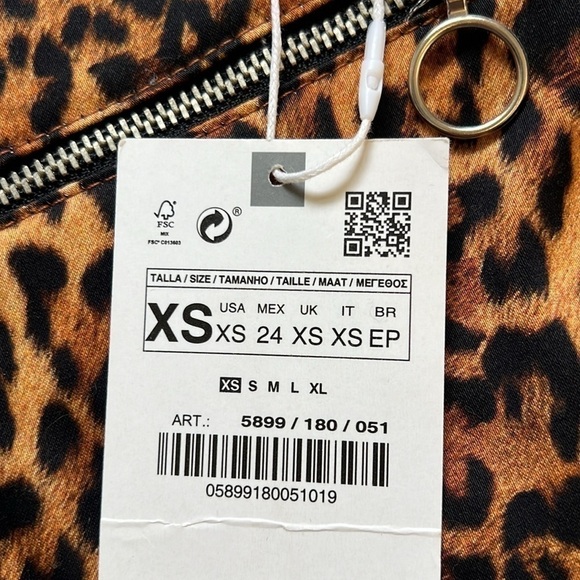 FSC
MIX
FSC® C013603
®
TALLA / SIZE / TAMANHO / TAILLE / MAAT / ΜΕΓΕΘΟΣ
XS USA MEX UK IT BR
XS 24 XS XS EP
XS S M L XL
ART.: 5899 / 180 / 051
05899180051019